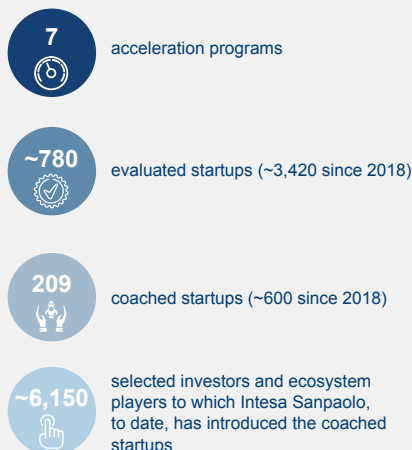 7
acceleration programs
~780
evaluated startups (~3,420 since 2018)
209
coached startups (~600 since 2018)
~6,150
selected investors and ecosystem
players to which Intesa Sanpaolo,
to date, has introduced the coached
startups